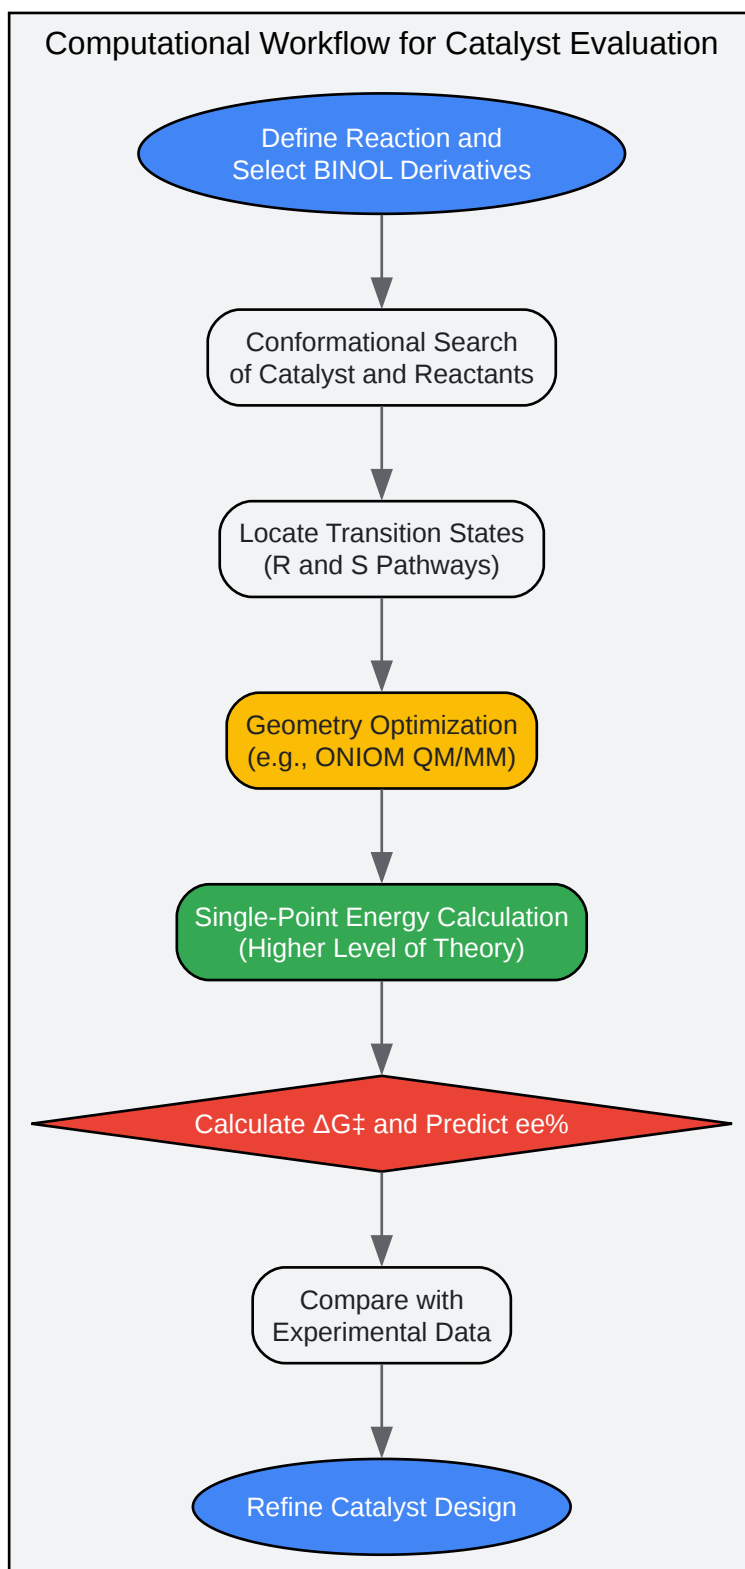 Computational Workflow for Catalyst Evaluation
Define Reaction and
Select BINOL Derivatives
Conformational Search
of Catalyst and Reactants
Locate Transition States
(R and S Pathways)
Geometry Optimization
(e.g., ONIOM QM/MM)
Single-Point Energy Calculation
(Higher Level of Theory)
Calculate ΔG‡ and Predict ee%
Compare with
Experimental Data
Refine Catalyst Design